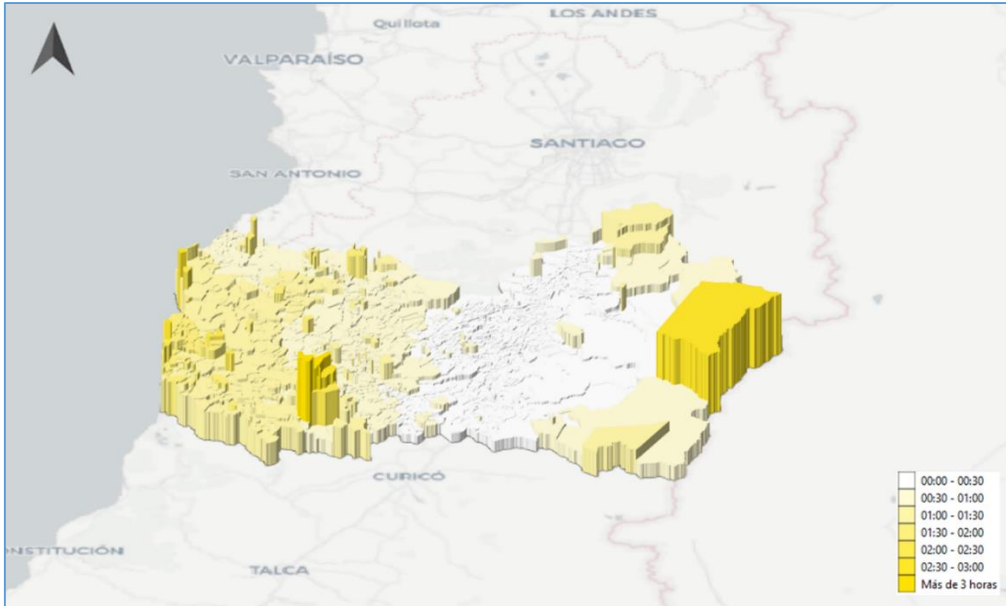 LOS ANDES
Quillota
VALPARAÍSO
SANTIAGO
SAN ANTONIO
CURICÓ
NSTITUCIÓN
TALCA
00:00 - 00:30
00:30 - 01:00
01:00 - 01:30
01:30 - 02:00
02:00 - 02:30
02:30 - 03:00
Más de 3 horas